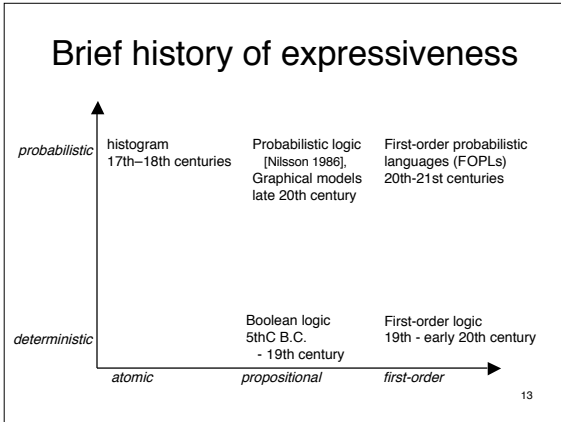 Brief history of expressiveness
probabilistic
histogram
17th–18th centuries
Probabilistic logic
[Nilsson 1986],
Graphical models
late 20th century
First-order probabilistic
languages (FOPLs)
20th-21st centuries
deterministic
Boolean logic
5thC B.C.
- 19th century
First-order logic
19th - early 20th century
atomic
propositional
first-order
13